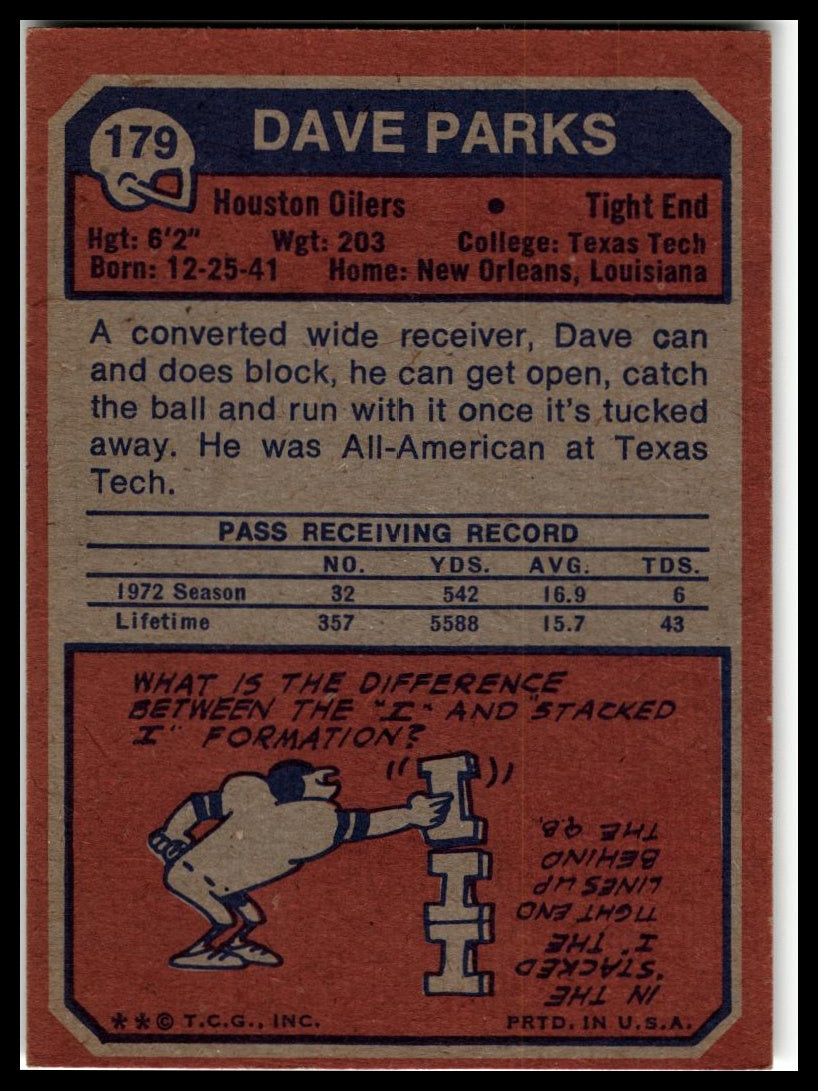 179
DAVE PARKS
Houston Oilers • Tight End
Hgt: 6'2" Wgt: 203 College: Texas Tech
Born: 12-25-41 Home: New Orleans, Louisiana
A converted wide receiver, Dave can
and does block, he can get open, catch
the ball and run with it once it's tucked
away. He was All-American at Texas
Tech.
PASS RECEIVING RECORD
NO. YDS. AVG. TDS.
1972 Season 32 542 16.9 6
Lifetime 357 5588 15.7 43
WHAT IS THE DIFFERENCE
BETWEEN THE "I" AND "STACKED
I" FORMATION?
I
I
I
IN THE
"STACKED
I" THE
TIGHT END
LINES UP
BEHIND
THE Q.B.
**© T.C.G., INC. PRTD. IN U.S.A.